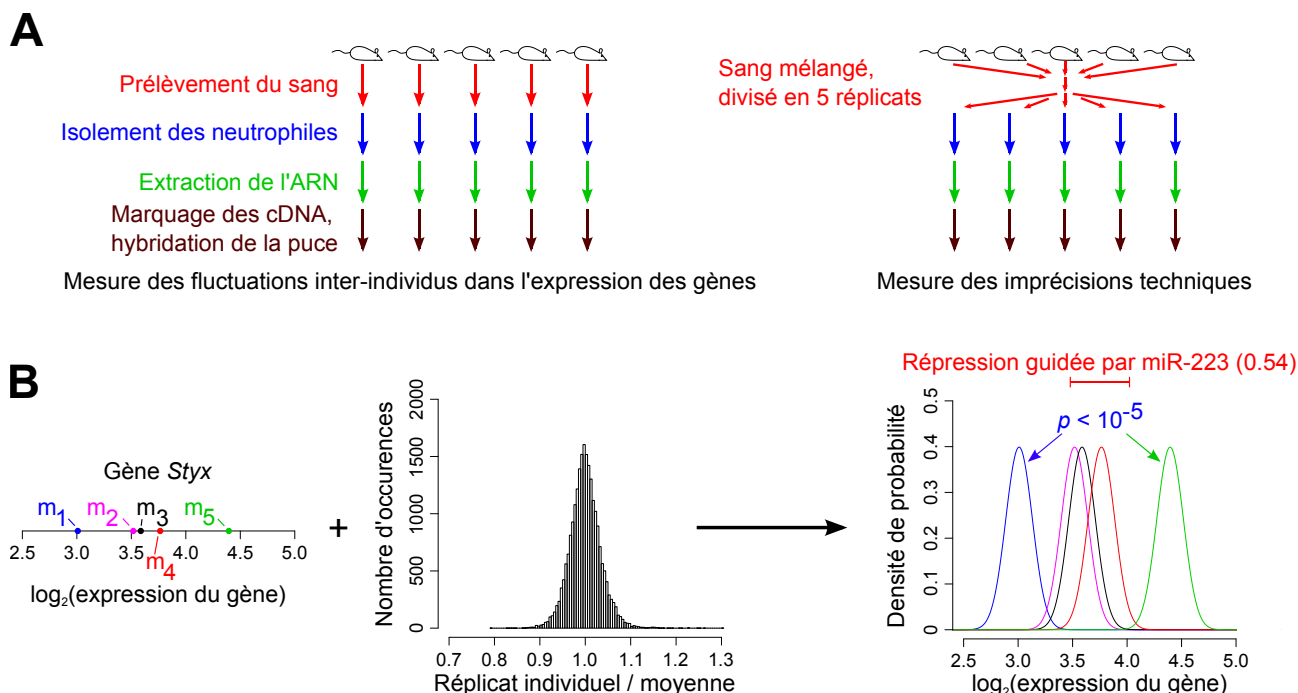 A
Prélèvement du sang
Isolement des neutrophiles
Extraction de l'ARN
Marquage des cDNA,
hybridation de la puce
Mesure des fluctuations inter-individus dans l'expression des gènes
Sang mélangé,
divisé en 5 réplicats
Mesure des imprécisions techniques
B
Gène Styx
m1 m2 m3 m5
m4
2.5 3.0 3.5 4.0 4.5 5.0
log2(expression du gène)
+
Nombre d'occurences
2000
1500
1000
500
0
0.7 0.8 0.9 1.0 1.1 1.2 1.3
Réplicat individuel / moyenne
Répression guidée par miR-223 (0.54)
p < 10-5
Densité de probabilité
0.5
0.4
0.3
0.2
0.1
0
2.5 3.0 3.5 4.0 4.5 5.0
log2(expression du gène)